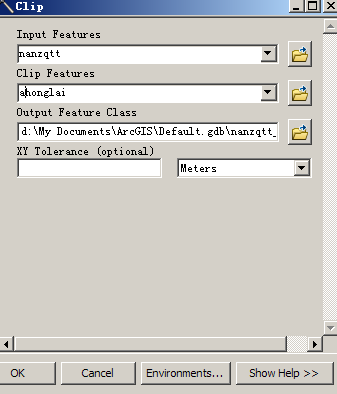 Clip
Input Features
nanzqtt
Clip Features
ahonglai
Output Feature Class
d:\My Documents\ArcGIS\Default.gdb\nanzqtt_
XY Tolerance (optional)
Meters
OK
Cancel
Environments...
Show Help >>